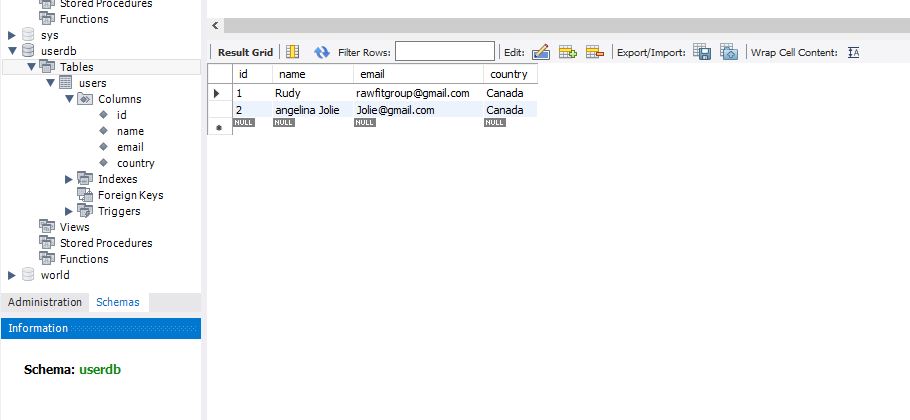 Stored Procedures
Functions
sys
userdb
Tables
users
Columns
id
name
email
country
Indexes
Foreign Keys
Triggers
Views
Stored Procedures
Functions
world
Administration Schemas
Information
Schema: userdb
Result Grid Filter Rows: Edit: Export/Import: Wrap Cell Content:
id name email country
1 Rudy rawfitgroup@gmail.com Canada
2 angelina Jolie Jolie@gmail.com Canada
NULL NULL NULL NULL